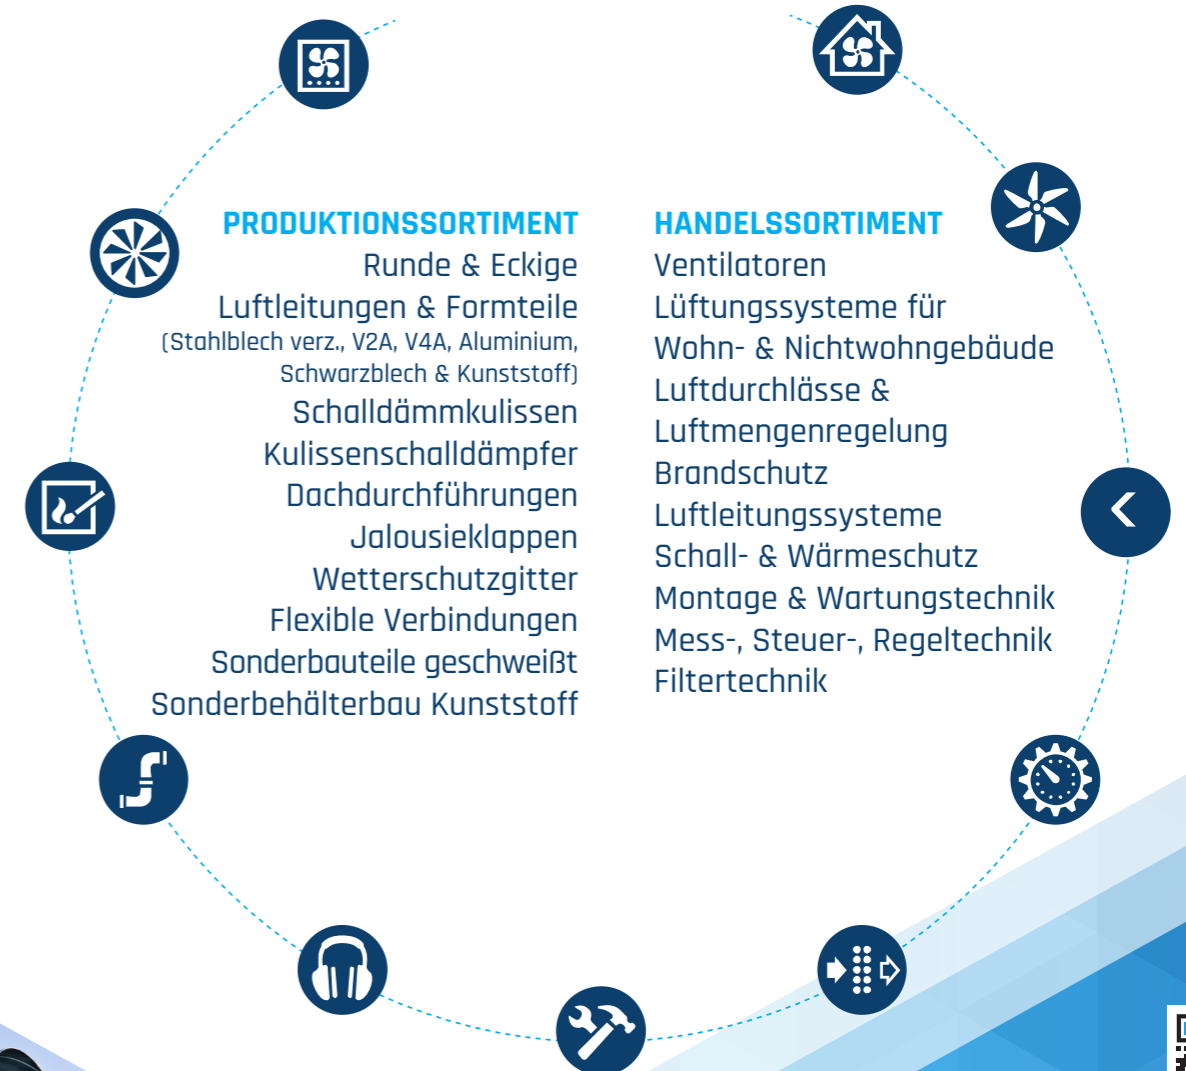 PRODUKTIONSSORTIMENT
Runde & Eckige
Luftleitungen & Formteile
(Stahlblech verz., V2A, V4A, Aluminium,
Schwarzblech & Kunststoff)
Schalldämmkulissen
Kulissenschalldämpfer
Dachdurchführungen
Jalousieklappen
Wetterschutzgitter
Flexible Verbindungen
Sonderbauteile geschweißt
Sonderbehälterbau Kunststoff
HANDELSSORTIMENT
Ventilatoren
Lüftungssysteme für
Wohn- & Nichtwohngebäude
Luftdurchlässe &
Luftmengenregelung
Brandschutz
Luftleitungssysteme
Schall- & Wärmeschutz
Montage & Wartungstechnik
Mess-, Steuer-, Regeltechnik
Filtertechnik